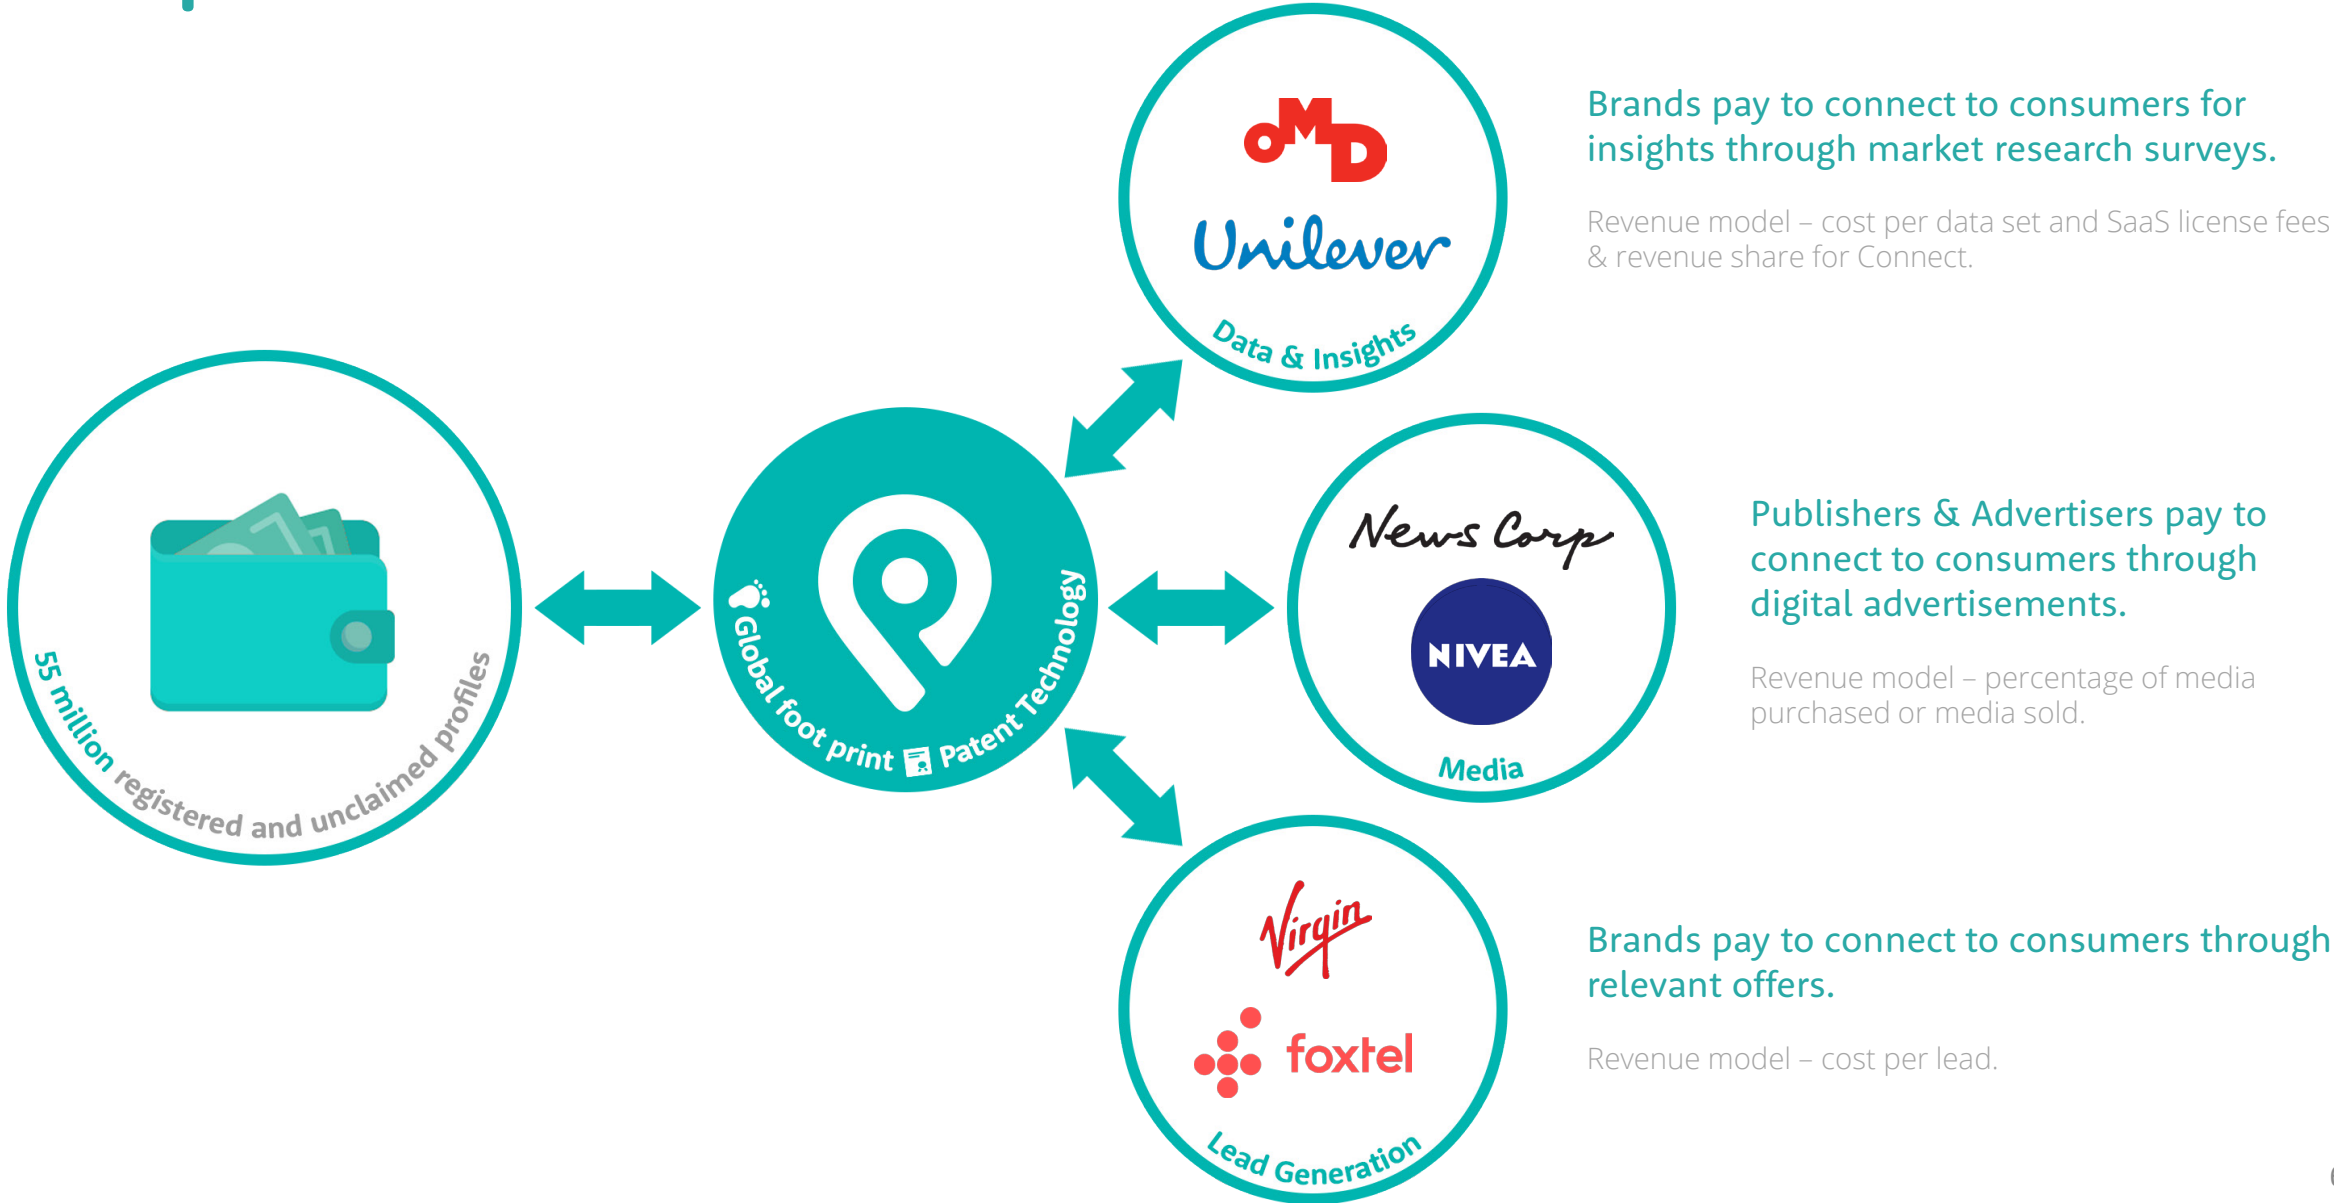 OMD
Unilever
Data & Insights
Brands pay to connect to consumers for
insights through market research surveys.
Revenue model – cost per data set and SaaS license fees
& revenue share for Connect.
55 million registered and unclaimed profiles
Global foot print Patent Technology
News Corp
NIVEA
Media
Publishers & Advertisers pay to
connect to consumers through
digital advertisements.
Revenue model – percentage of media
purchased or media sold.
Virgin
foxtel
Lead Generation
Brands pay to connect to consumers through
relevant offers.
Revenue model – cost per lead.